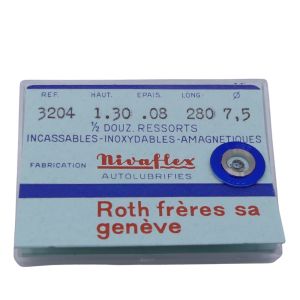 REF. HAUT. EPAIS. LONG. Ø
3204 1.30 .08 280 7,5
½ DOUZ. RESSORTS
INCASSABLES-INOXYDABLES-AMAGNETIQUES
FABRICATION Nivaflex
AUTOLUBRIFIES
Roth frères sa
genève